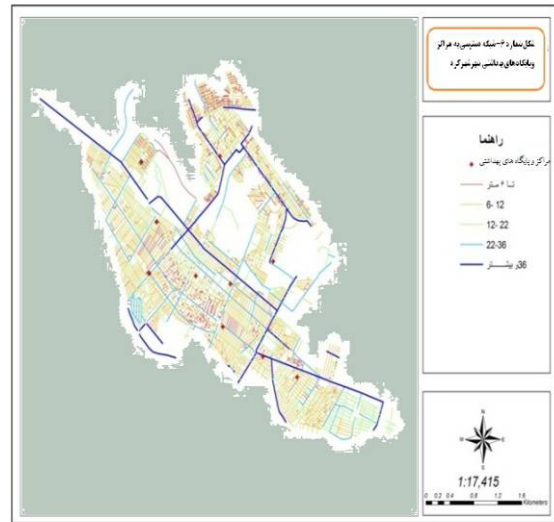 شکل شماره ۶- شبکه دسترسی به مراکز
وپایگاه های بهداشتی شهر شهرکرد
راهنما
مراکز و پایگاه های بهداشتی
تا ۶ متر
6-12
12-22
22-36
36و بیشتر
N
S
1:17,415
0 0.2 0.4 0.8 1.2 1.6
Kilometers